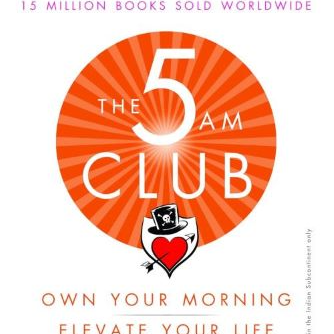 15 MILLION BOOKS SOLD WORLDWIDE
THE 5 AM
CLUB
OWN YOUR MORNING
ELEVATE YOUR LIFE
in the Indian Subcontinent only